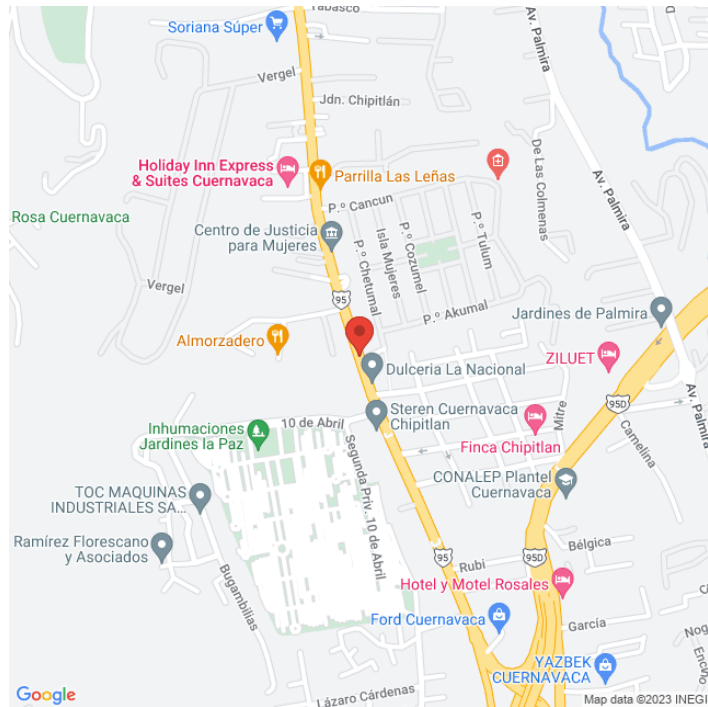 Tabasco
Soriana Súper
Av. Palmira
Vergel
Jdn. Chipitlán
De Las Colmenas
Holiday Inn Express
& Suites Cuernavaca
Parrilla Las Leñas
Av. Palmira
P.º Cancun
Rosa Cuernavaca
Centro de Justicia
para Mujeres
P.º Chetumal
Isla Mujeres
P.º Cozumel
P.º Tulum
Vergel
95
P.º Akumal
Jardines de Palmira
Almorzadero
ZILUET
Dulceria La Nacional
Av. Palmira
95D
10 de Abril
Steren Cuernavaca
Chipitlan
Mitre
Inhumaciones
Jardines la Paz
Finca Chipitlan
Camelina
Segunda Priv. 10 de Abril
CONALEP Plantel
Cuernavaca
TOC MAQUINAS
INDUSTRIALES SA...
Ramírez Florescano
y Asociados
Bélgica
95
95D
Rubi
Bugambilias
Hotel y Motel Rosales
Ford Cuernavaca
García
YAZBEK
CUERNAVACA
Lázaro Cárdenas
Google
Map data ©2023 INEGI